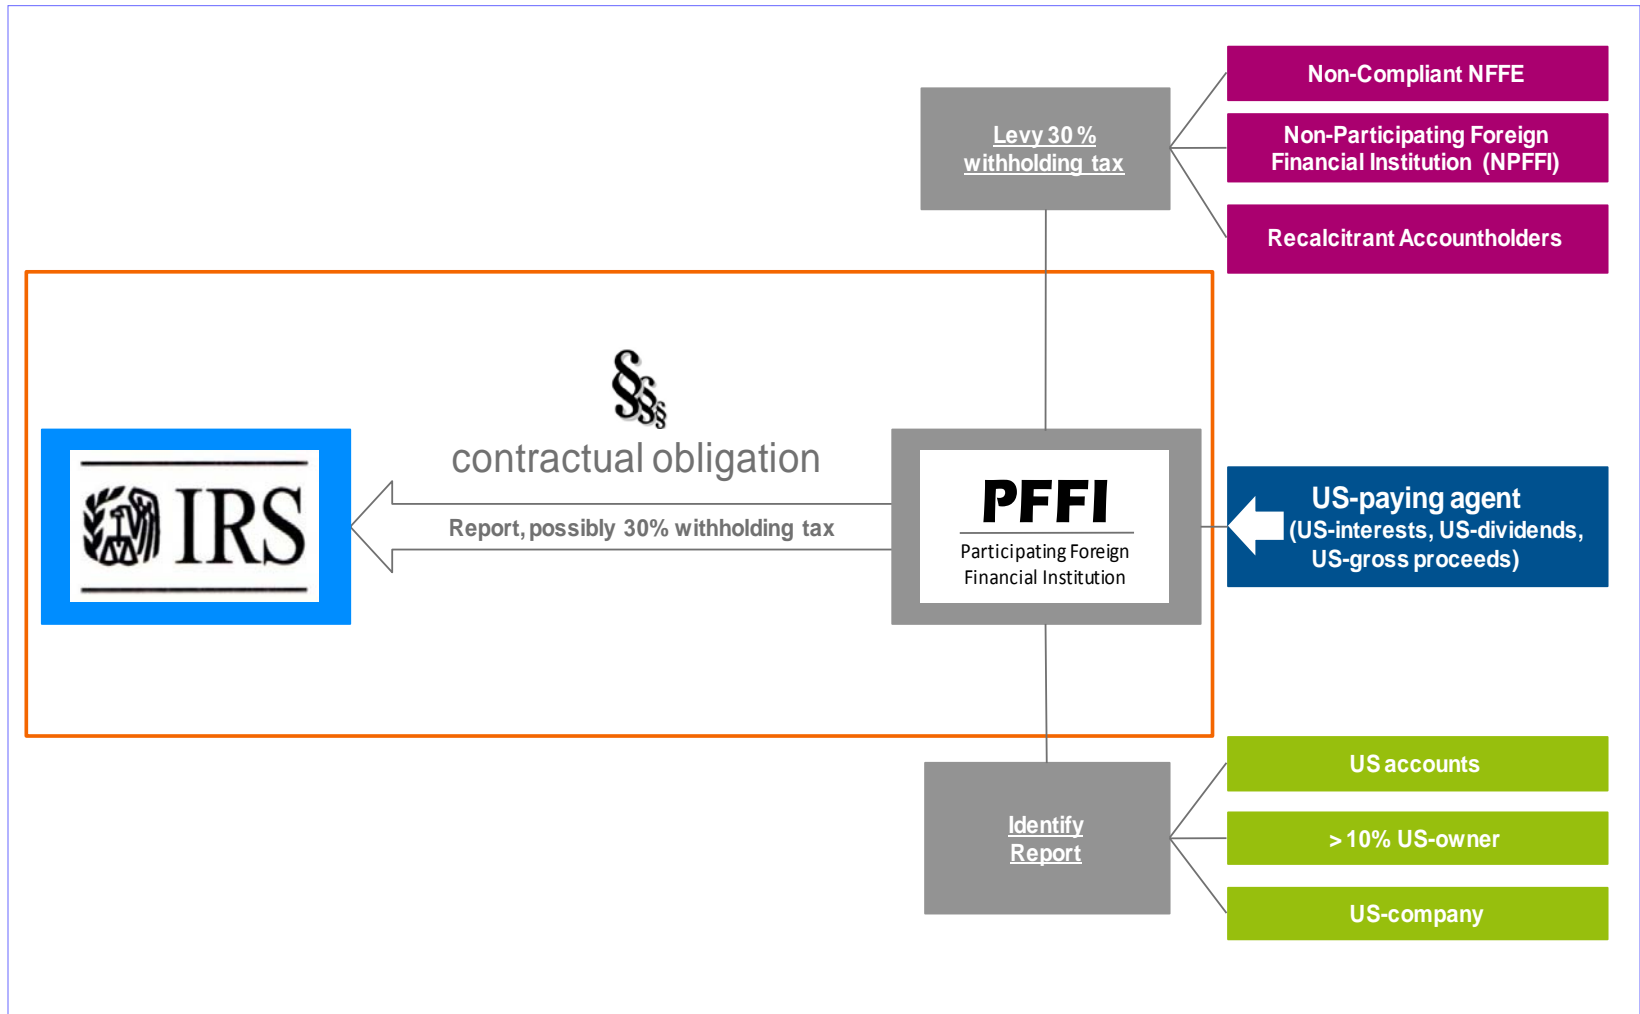 Non-Compliant NFFE
Levy 30 %
withholding tax
Non-Participating Foreign
Financial Institution (NPFFI)
Recalcitrant Accountholders
§§§§
contractual obligation
Report, possibly 30% withholding tax
IRS
PFFI
Participating Foreign
Financial Institution
US-paying agent
(US-interests, US-dividends,
US-gross proceeds)
US accounts
Identify
Report
> 10% US-owner
US-company